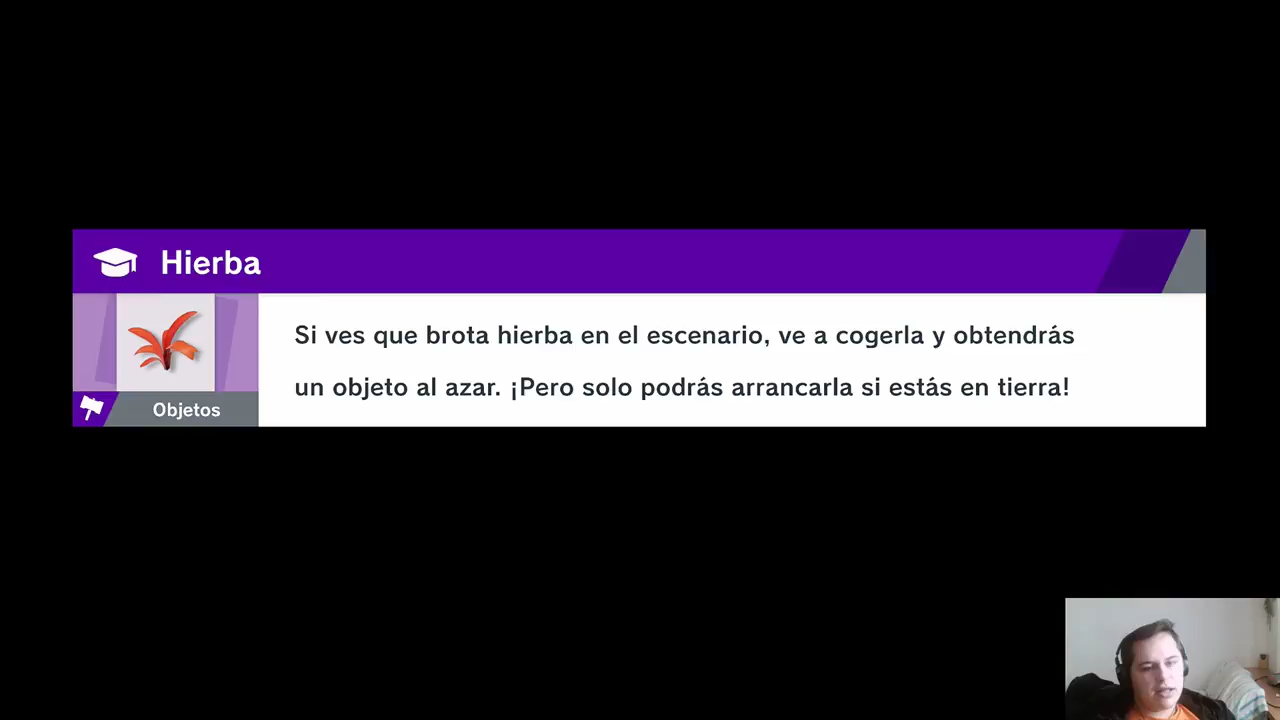 Hierba
Si ves que brota hierba en el escenario, ve a cogerla y obtendrás
un objeto al azar. ¡Pero solo podrás arrancarla si estás en tierra!
Objetos